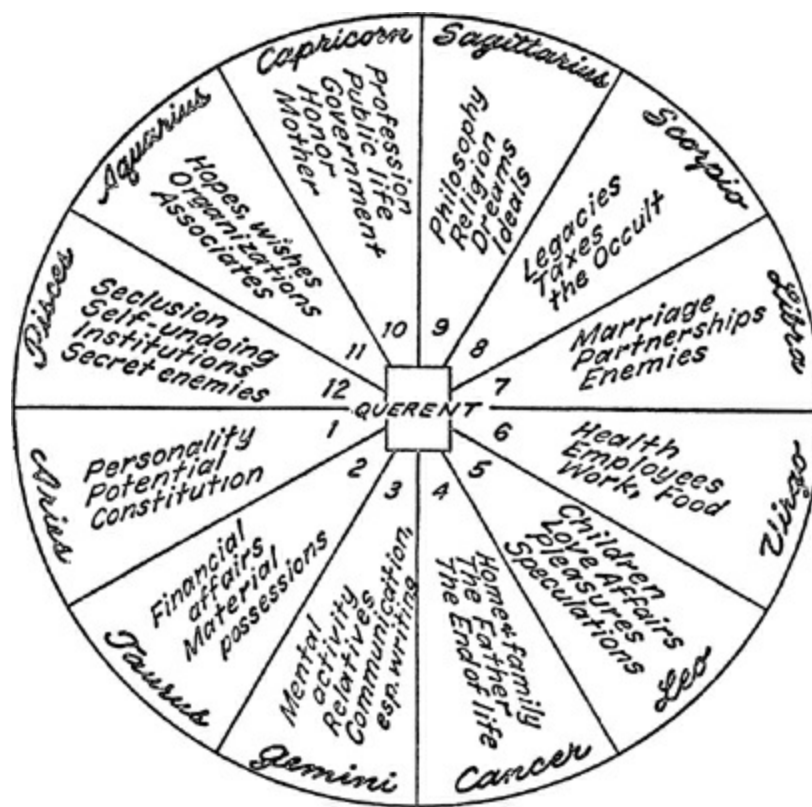 Capricorn
Profession
Public life
Government
Honor
Mother
10
Sagittarius
Philosophy
Religion
Dreams
Ideals
9
Scorpio
Legacies
Taxes
the Occult
8
Libra
Marriage
Partnerships
Enemies
7
Virgo
Health
Employees
Work, Food
6
Leo
Children
Love Affairs
Pleasures
Speculations
5
Cancer
Home & family
The Father
The End of life
4
Gemini
Mental
activity
Relatives
Communication,
esp. writing
3
Taurus
Financial
affairs
Material
possessions
2
Aries
Personality
Potential
Constitution
1
Pisces
Seclusion
Self-undoing
Institutions
Secret enemies
12
Aquarius
Hopes, wishes
Organizations
Associates
11
QUERENT